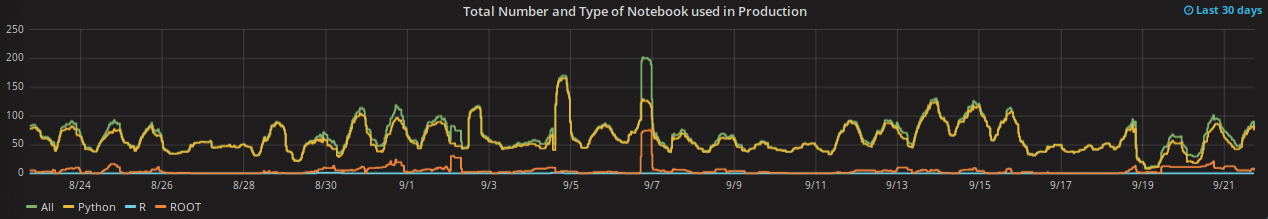 Total Number and Type of Notebook used in Production
Last 30 days
250
200
150
100
50
0
8/24 8/26 8/28 8/30 9/1 9/3 9/5 9/7 9/9 9/11 9/13 9/15 9/17 9/19 9/21
All Python R ROOT